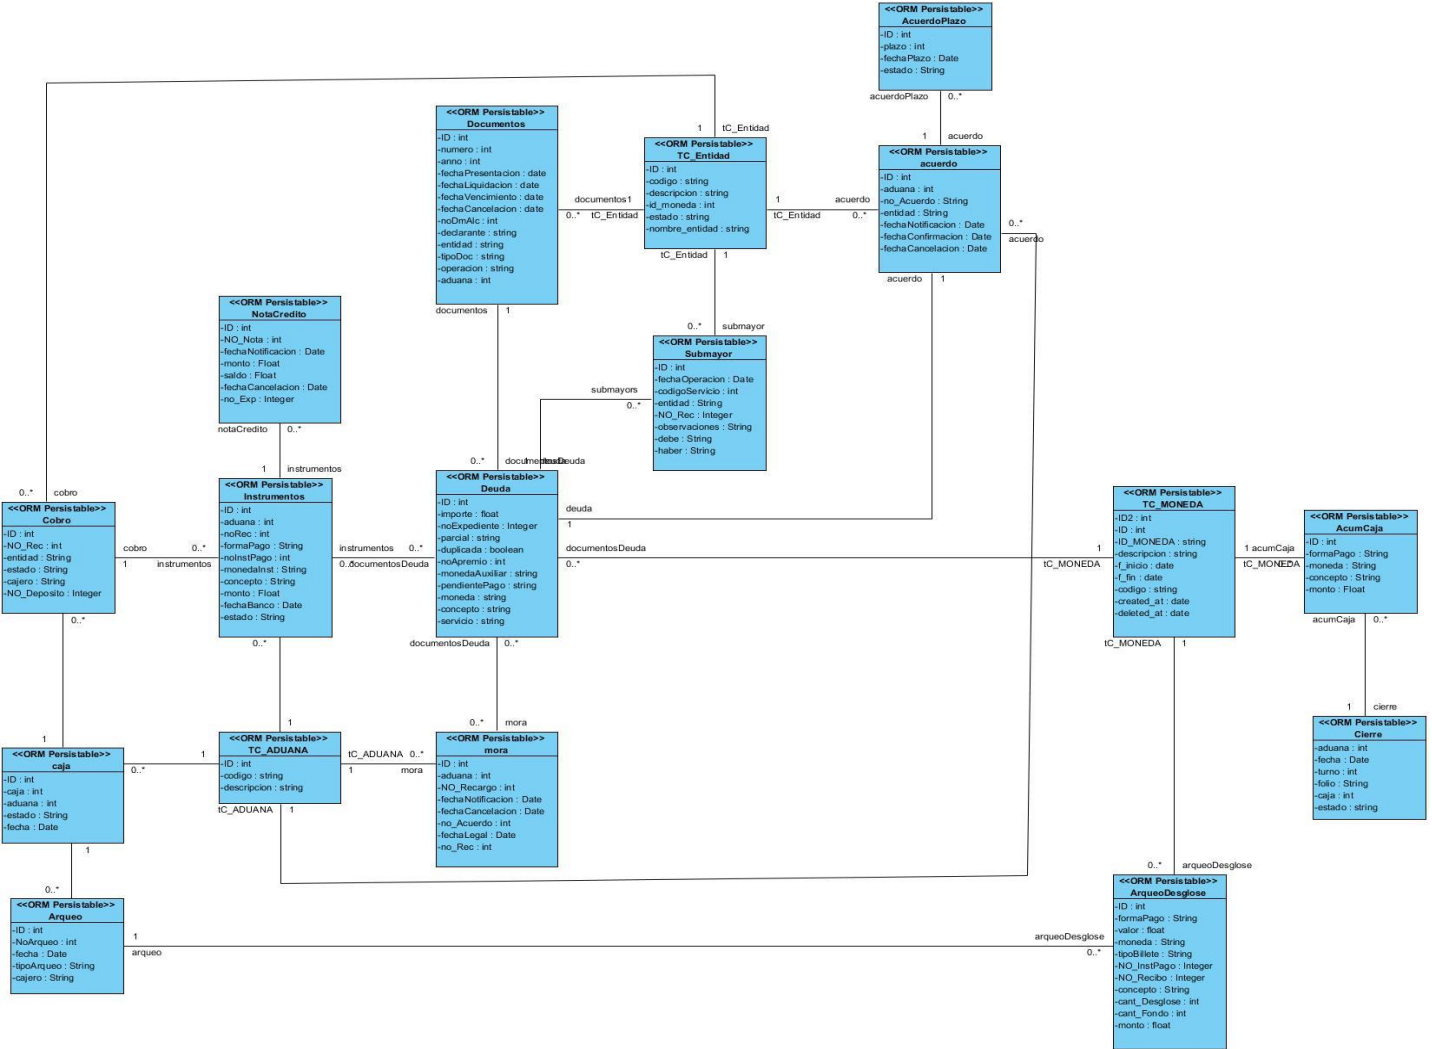 <<ORM Persistable>>
AcuerdoPlazo
-ID : int
-plazo : int
-fechaPlazo : Date
-estado : String
acuerdoPlazo 0..*
1 acuerdo
<<ORM Persistable>>
acuerdo
-ID : int
-aduana : int
-no_Acuerdo : String
-entidad : String
-fechaNotificacion : Date
-fechaConfirmacion : Date
-fechaCancelacion : Date
0..*
acuerdo
acuerdo 1
<<ORM Persistable>>
Documentos
-ID : int
-numero : int
-anno : int
-fechaPresentacion : date
-fechaLiquidacion : date
-fechaVencimiento : date
-fechaCancelacion : date
-noDmAlc : int
-declarante : string
-entidad : string
-tipoDoc : string
-operacion : string
-aduana : int
documentos 1
documentos1
0..* tC_Entidad
1 tC_Entidad
<<ORM Persistable>>
TC_Entidad
-ID : int
-codigo : string
-descripcion : string
-id_moneda : int
-estado : string
-nombre_entidad : string
1 acuerdo
tC_Entidad 0..*
tC_Entidad 1
0..* submayor
<<ORM Persistable>>
Submayor
-ID : int
-fechaOperacion : Date
-codigoServicio : int
-entidad : String
-NO_Rec : Integer
-observaciones : String
-debe : String
-haber : String
submayors
0..*
<<ORM Persistable>>
NotaCredito
-ID : int
-NO_Nota : int
-fechaNotificacion : Date
-monto : Float
-saldo : Float
-fechaCancelacion : Date
-no_Exp : Integer
notaCredito 0..*
1 instrumentos
<<ORM Persistable>>
Instrumentos
-ID : int
-aduana : int
-noRec : int
-formaPago : String
-noInstPago : int
-monedaInst : String
-concepto : String
-monto : Float
-fechaBanco : Date
-estado : String
0..*
0..* cobro
<<ORM Persistable>>
Cobro
-ID : int
-NO_Rec : int
-entidad : String
-estado : String
-cajero : String
-NO_Deposito : Integer
0..*
cobro 0..*
1 instrumentos
instrumentos 0..*
0..* documentosDeuda
0..* documentosDeuda
1
<<ORM Persistable>>
Deuda
-ID : int
-importe : float
-noExpediente : Integer
-parcial : string
-duplicada : boolean
-noApremio : int
-monedaAuxiliar : string
-pendientePago : string
-moneda : string
-concepto : string
-servicio : string
documentosDeuda 0..*
deuda
1
documentosDeuda
0..*
1
tC_MONEDA
<<ORM Persistable>>
TC_MONEDA
-ID2 : int
-ID : int
-ID_MONEDA : string
-descripcion : string
-f_inicio : date
-f_fin : date
-codigo : string
-created_at : date
-deleted_at : date
tC_MONEDA 1
1 acumCaja
tC_MONEDA 0..*
<<ORM Persistable>>
AcumCaja
-ID : int
-formaPago : String
-moneda : String
-concepto : String
-monto : Float
acumCaja 0..*
1 cierre
<<ORM Persistable>>
Cierre
-aduana : int
-fecha : Date
-turno : int
-folio : String
-caja : int
-estado : string
1
<<ORM Persistable>>
caja
-ID : int
-caja : int
-aduana : int
-estado : String
-fecha : Date
1
1
0..*
1
<<ORM Persistable>>
TC_ADUANA
-ID : int
-codigo : string
-descripcion : string
tC_ADUANA 1
tC_ADUANA 0..*
1 mora
0..* mora
<<ORM Persistable>>
mora
-ID : int
-aduana : int
-NO_Recargo : int
-fechaNotificacion : Date
-fechaCancelacion : Date
-no_Acuerdo : int
-fechaLegal : Date
-no_Rec : int
0..*
<<ORM Persistable>>
Arqueo
-ID : int
-NoArqueo : int
-fecha : Date
-tipoArqueo : String
-cajero : String
1
arqueo
arqueoDesglose
0..*
0..* arqueoDesglose
<<ORM Persistable>>
ArqueoDesglose
-ID : int
-formaPago : String
-valor : float
-moneda : String
-tipoBillete : String
-NO_InstPago : Integer
-NO_Recibo : Integer
-concepto : String
-cant_Desglose : int
-cant_Fondo : int
-monto : float